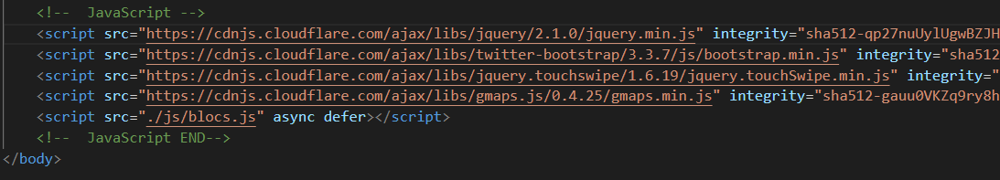 <!--  JavaScript -->
<script src="https://cdnjs.cloudflare.com/ajax/libs/jquery/2.1.0/jquery.min.js" integrity="sha512-qp27nuUylUgwBZJH
<script src="https://cdnjs.cloudflare.com/ajax/libs/twitter-bootstrap/3.3.7/js/bootstrap.min.js" integrity="sha512
<script src="https://cdnjs.cloudflare.com/ajax/libs/jquery.touchswipe/1.6.19/jquery.touchSwipe.min.js" integrity="
<script src="https://cdnjs.cloudflare.com/ajax/libs/gmaps.js/0.4.25/gmaps.min.js" integrity="sha512-gauu0VKZq9ry8h
<script src="./js/blocs.js" async defer></script>
<!--  JavaScript END-->
</body>